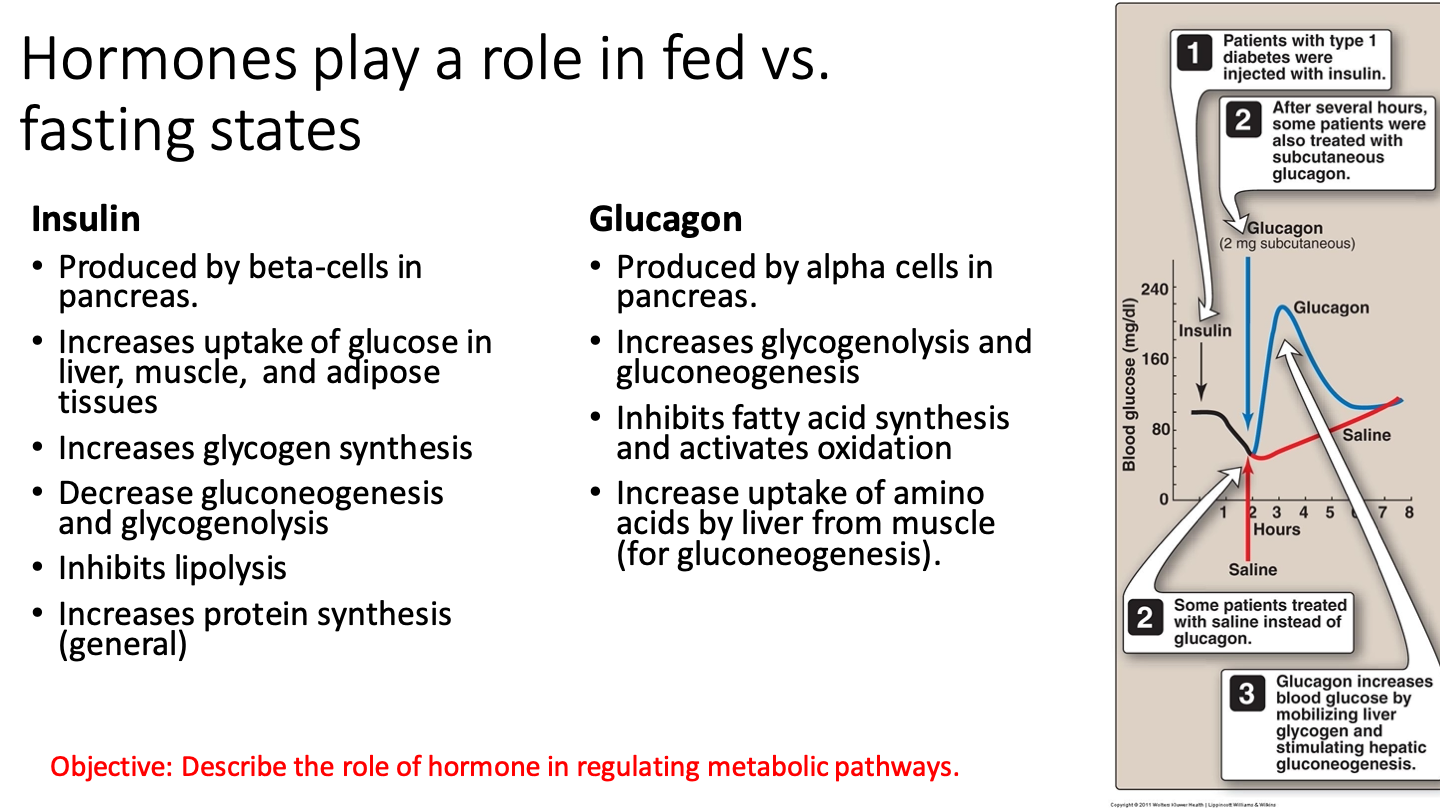 Hormones play a role in fed vs.
fasting states
Insulin
• Produced by beta-cells in
pancreas.
• Increases uptake of glucose in
liver, muscle,  and adipose
tissues
• Increases glycogen synthesis
• Decrease gluconeogenesis
and glycogenolysis
• Inhibits lipolysis
• Increases protein synthesis
(general)
Glucagon
• Produced by alpha cells in
pancreas.
• Increases glycogenolysis and
gluconeogenesis
• Inhibits fatty acid synthesis
and activates oxidation
• Increase uptake of amino
acids by liver from muscle
(for gluconeogenesis).
Objective: Describe the role of hormone in regulating metabolic pathways.
1
Patients with type 1
diabetes were
injected with insulin.
2
After several hours,
some patients were
also treated with
subcutaneous
glucagon.
Glucagon
(2 mg subcutaneous)
Blood glucose (mg/dl)
240
160
80
0
Insulin
Glucagon
Saline
1 2 3 4 5 6 7 8
Hours
Saline
2
Some patients treated
with saline instead of
glucagon.
3
Glucagon increases
blood glucose by
mobilizing liver
glycogen and
stimulating hepatic
gluconeogenesis.
Copyright © 2011 Wolters Kluwer Health | Lippincott Williams & Wilkins